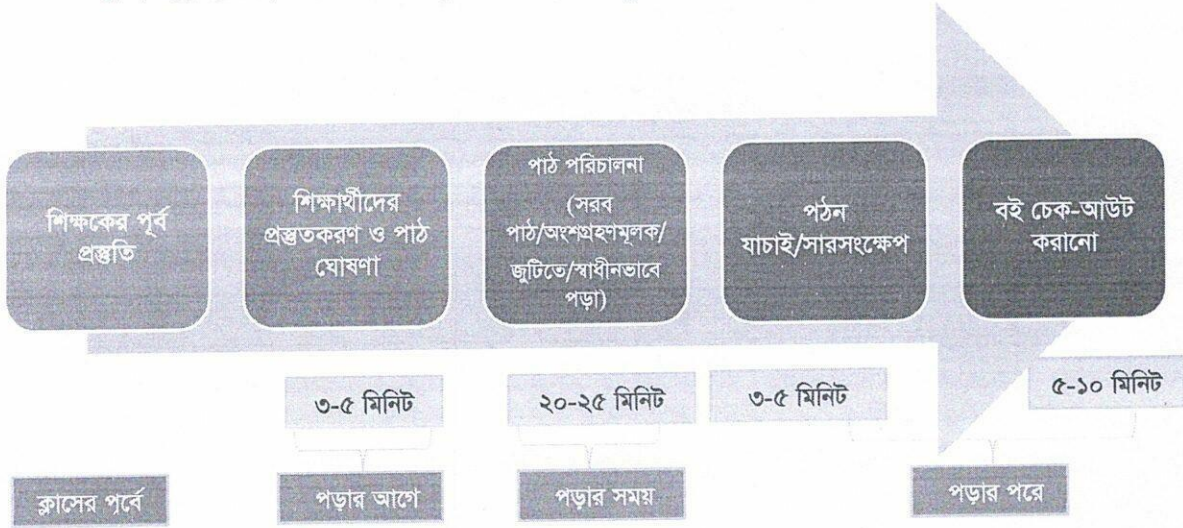 শিক্ষকের পূর্ব
প্রস্তুতি
শিক্ষার্থীদের
প্রস্তুতকরণ ও পাঠ
ঘোষণা
পাঠ পরিচালনা
(সরব
পাঠ/অংশগ্রহণমূলক/
জুটিতে/স্বাধীনভাবে
পড়া)
পঠন
যাচাই/সারসংক্ষেপ
বই চেক-আউট
করানো
৩-৫ মিনিট
২০-২৫ মিনিট
৩-৫ মিনিট
৫-১০ মিনিট
ক্লাসের পূর্বে
পড়ার আগে
পড়ার সময়
পড়ার পরে